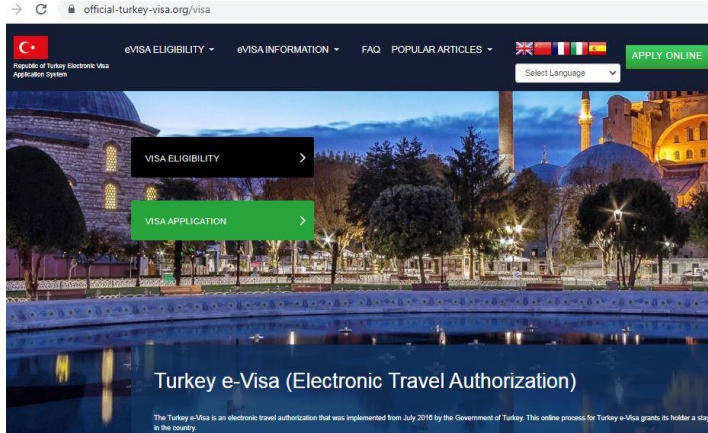 official-turkey-visa.org/visa
eVISA ELIGIBILITY eVISA INFORMATION FAQ POPULAR ARTICLES
Republic of Turkey Electronic Visa
Application System
Select Language
APPLY ONLINE
VISA ELIGIBILITY
VISA APPLICATION
Turkey e-Visa (Electronic Travel Authorization)
The Turkey e-Visa is an electronic travel authorization that was implemented from July 2016 by the Government of Turkey. This online process for Turkey e-Visa grants its holder a stay
in the country.